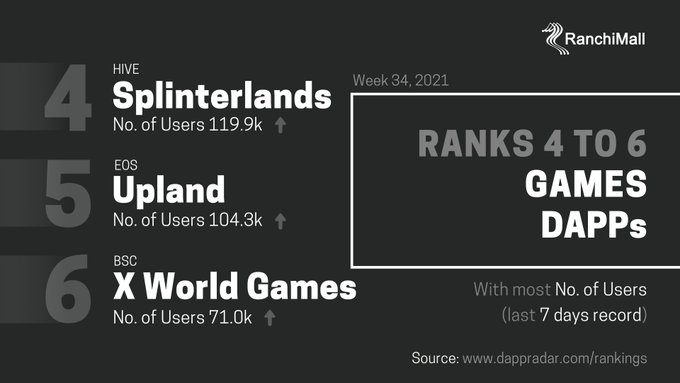 RanchiMall
Week 34, 2021
4
HIVE
Splinterlands
No. of Users 119.9k
5
EOS
Upland
No. of Users 104.3k
6
BSC
X World Games
No. of Users 71.0k
RANKS 4 TO 6
GAMES
DAPPs
With most No. of Users
(last 7 days record)
Source: www.dappradar.com/rankings